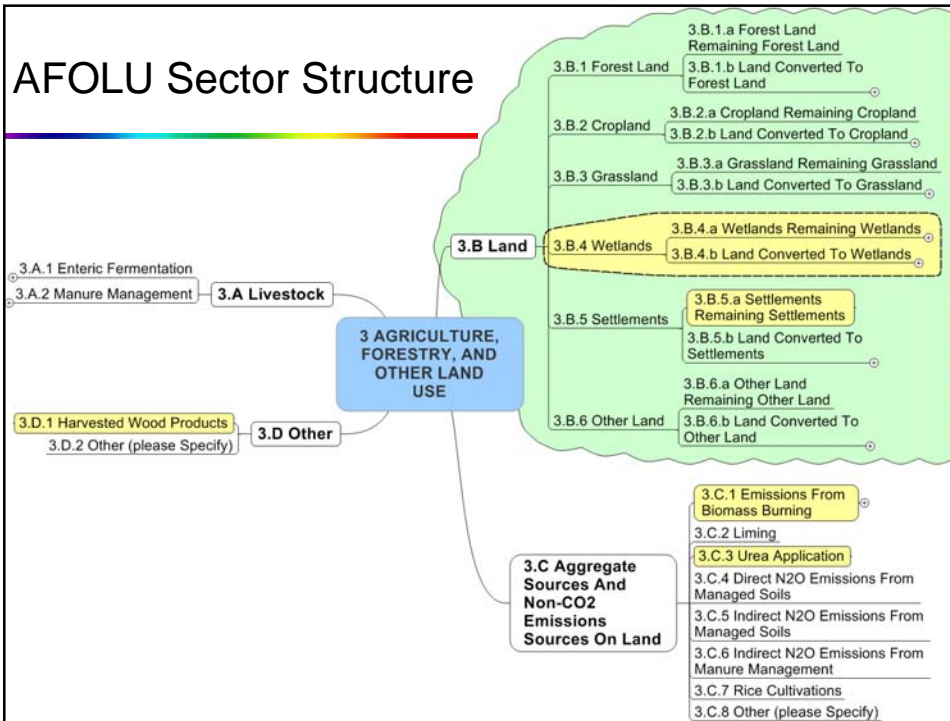 AFOLU Sector Structure
3.B.1.a Forest Land
Remaining Forest Land
3.B.1 Forest Land
3.B.1.b Land Converted To
Forest Land
3.B.2.a Cropland Remaining Cropland
3.B.2 Cropland
3.B.2.b Land Converted To Cropland
3.B.3.a Grassland Remaining Grassland
3.B.3 Grassland
3.B.3.b Land Converted To Grassland
3.B Land
3.B.4.a Wetlands Remaining Wetlands
3.B.4 Wetlands
3.B.4.b Land Converted To Wetlands
3.B.5.a Settlements
Remaining Settlements
3.B.5 Settlements
3.B.5.b Land Converted To
Settlements
3.B.6.a Other Land
Remaining Other Land
3.B.6 Other Land
3.B.6.b Land Converted To
Other Land
3.A.1 Enteric Fermentation
3.A.2 Manure Management
3.A Livestock
3 AGRICULTURE,
FORESTRY, AND
OTHER LAND
USE
3.D.1 Harvested Wood Products
3.D.2 Other (please Specify)
3.D Other
3.C Aggregate
Sources And
Non-CO2
Emissions
Sources On Land
3.C.1 Emissions From
Biomass Burning
3.C.2 Liming
3.C.3 Urea Application
3.C.4 Direct N2O Emissions From
Managed Soils
3.C.5 Indirect N2O Emissions From
Managed Soils
3.C.6 Indirect N2O Emissions From
Manure Management
3.C.7 Rice Cultivations
3.C.8 Other (please Specify)